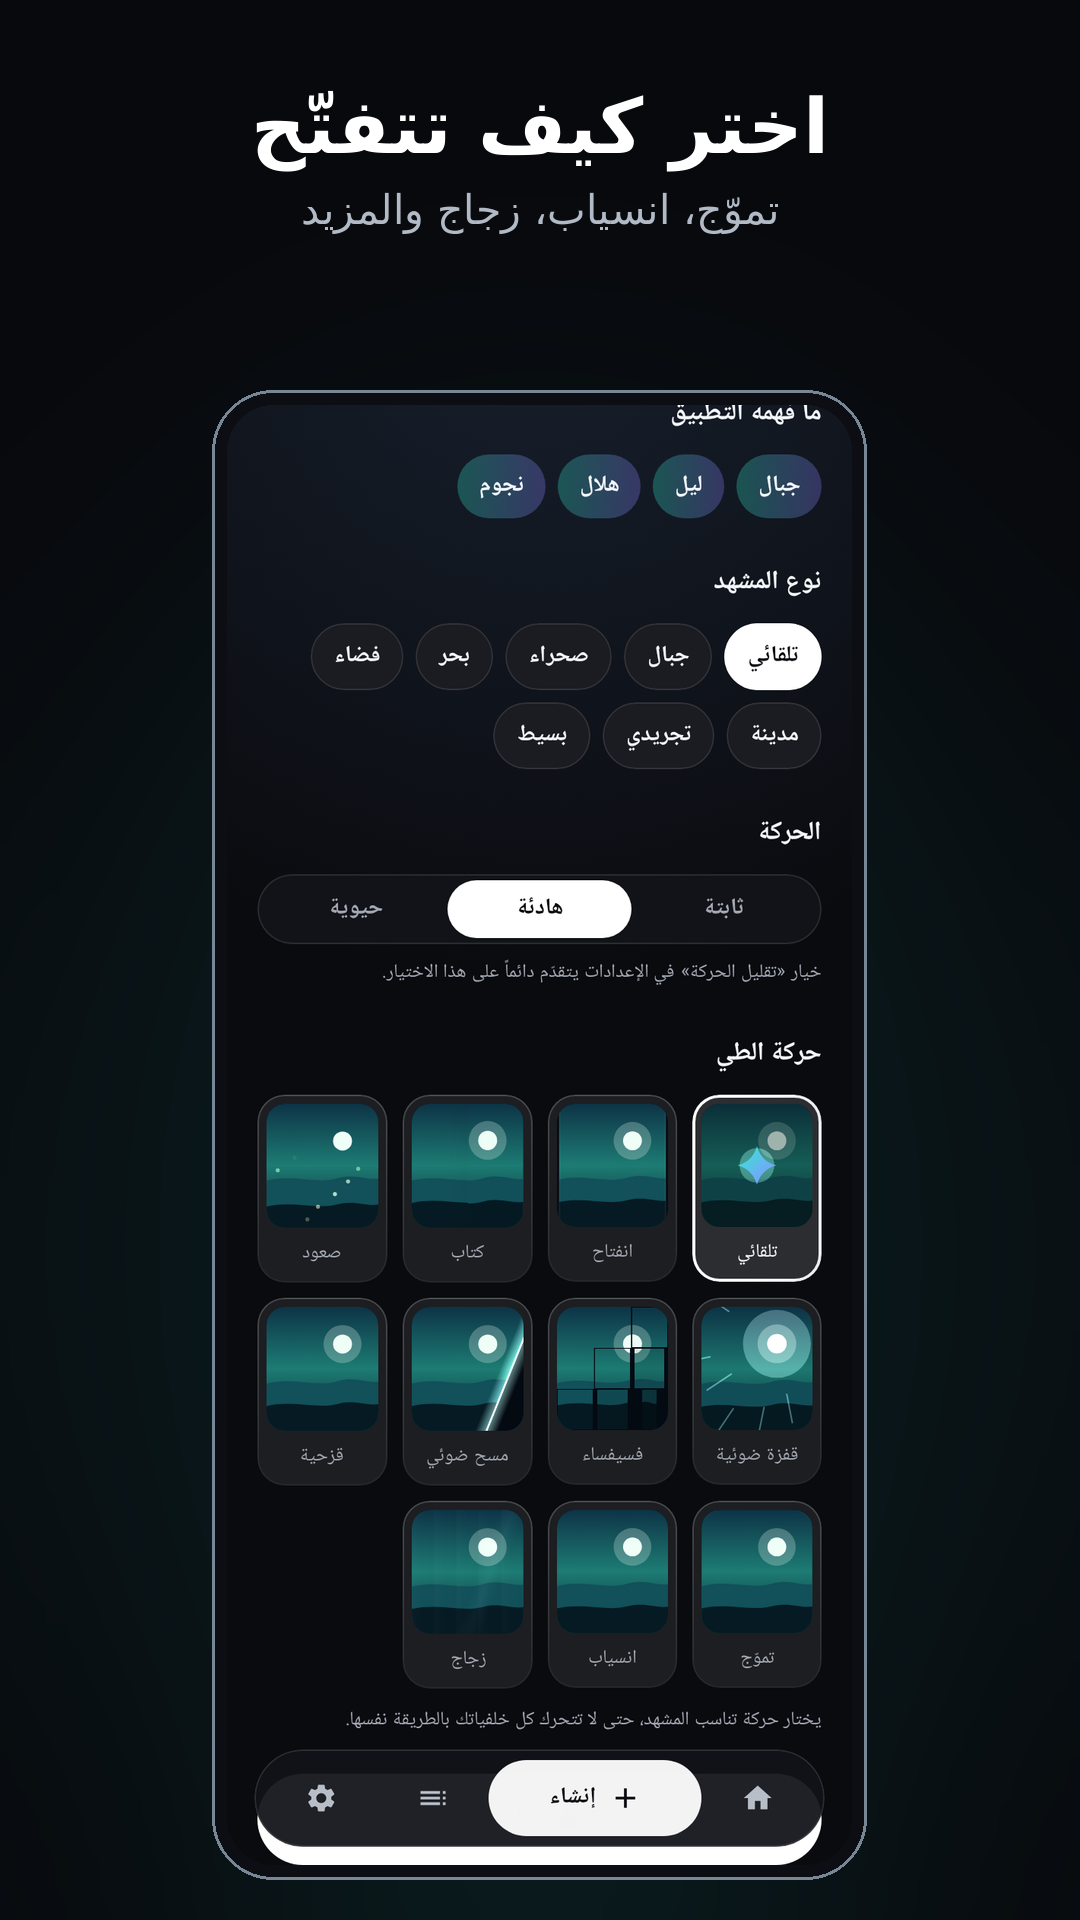 اختر كيف تتفتّح
تموّج، انسياب، زجاج والمزيد
ما فهمه التطبيق
جبال ليل هلال نجوم
نوع المشهد
تلقائي جبال صحراء بحر فضاء
مدينة تجريدي بسيط
الحركة
ثابتة هادئة حيوية
خيار «تقليل الحركة» في الإعدادات يتقدّم دائماً على هذا الاختيار.
حركة الطي
تلقائي انفتاح كتاب صعود
قفزة ضوئية فسيفساء مسح ضوئي قزحية
تموّج انسياب زجاج
يختار حركة تناسب المشهد، حتى لا تتحرك كل خلفياتك بالطريقة نفسها.
+ إنشاء